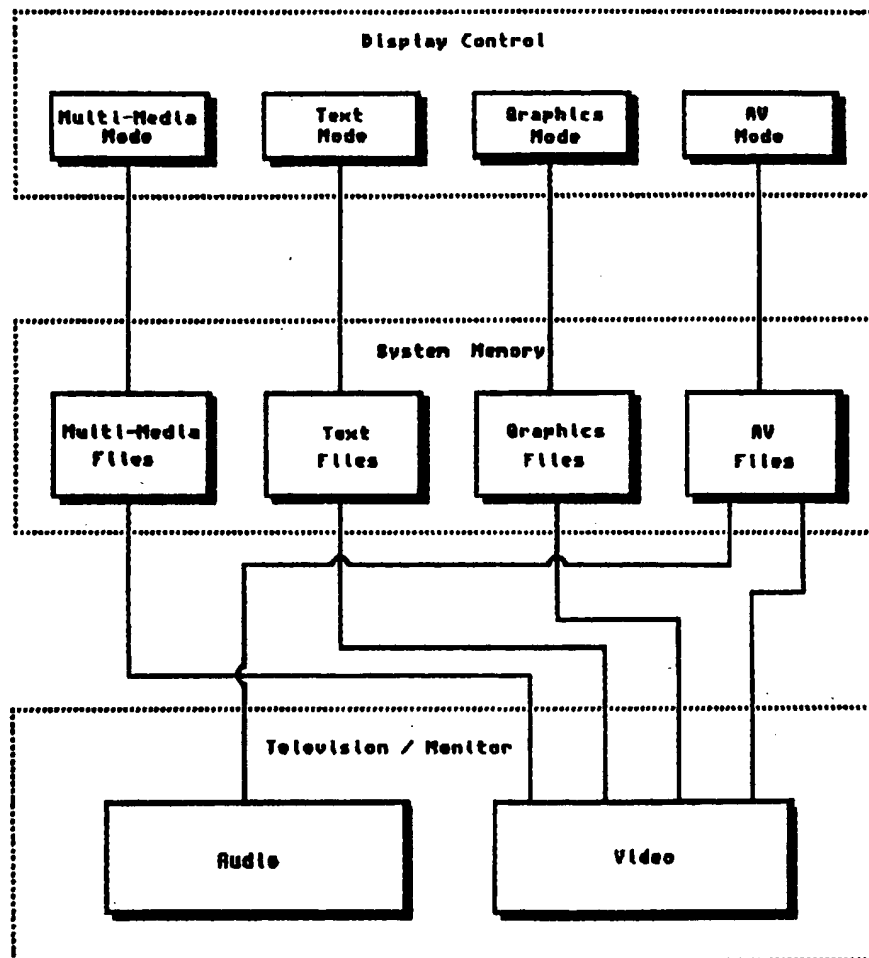 Display Control
Multi-Media
Mode
Text
Mode
Graphics
Mode
AV
Mode
System Memory
Multi-Media
Files
Text
Files
Graphics
Files
AV
Files
Television / Monitor
Audio
Video